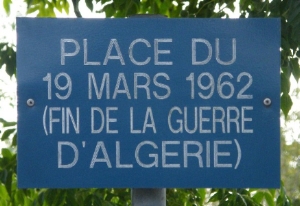 PLACE DU
19 MARS 1962
(FIN DE LA GUERRE
D'ALGERIE)